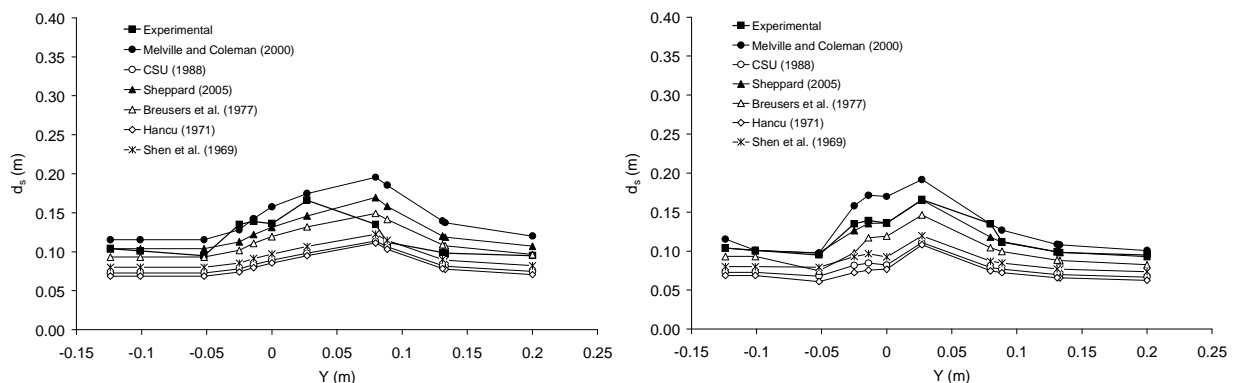 0.40
0.35
0.30
0.25
0.20
0.15
0.10
0.05
0.00
d_s (m)
Experimental
Melville and Coleman (2000)
CSU (1988)
Sheppard (2005)
Breusers et al. (1977)
Hancu (1971)
Shen et al. (1969)
-0.15 -0.1 -0.05 0 0.05 0.1 0.15 0.2 0.25
Y (m)
0.40
0.35
0.30
0.25
0.20
0.15
0.10
0.05
0.00
d_s (m)
Experimental
Melville and Coleman (2000)
CSU (1988)
Sheppard (2005)
Breusers et al. (1977)
Hancu (1971)
Shen et al. (1969)
-0.15 -0.1 -0.05 0 0.05 0.1 0.15 0.2 0.25
Y (m)